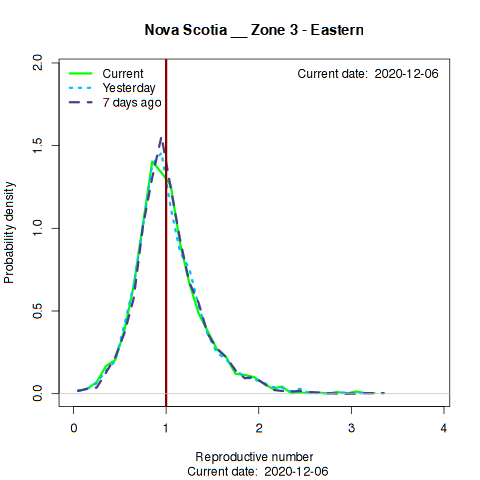 Nova Scotia __ Zone 3 - Eastern
Current
Yesterday
7 days ago
Current date: 2020-12-06
Probability density
2.0
1.5
1.0
0.5
0.0
0 1 2 3 4
Reproductive number
Current date: 2020-12-06